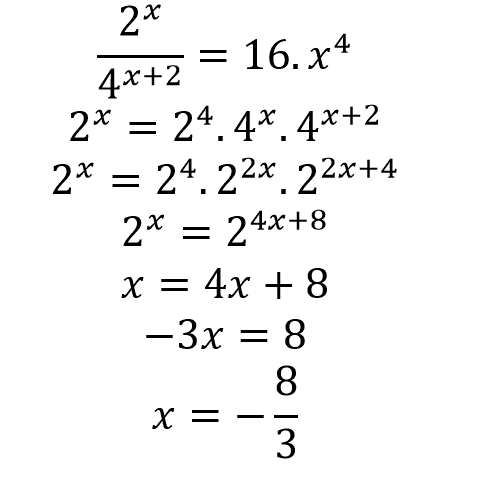 2^x / 4^(x+2) = 16. x^4
2^x = 2^4 . 4^x . 4^(x+2)
2^x = 2^4 . 2^(2x) . 2^(2x+4)
2^x = 2^(4x+8)
x = 4x + 8
−3x = 8
x = − 8/3